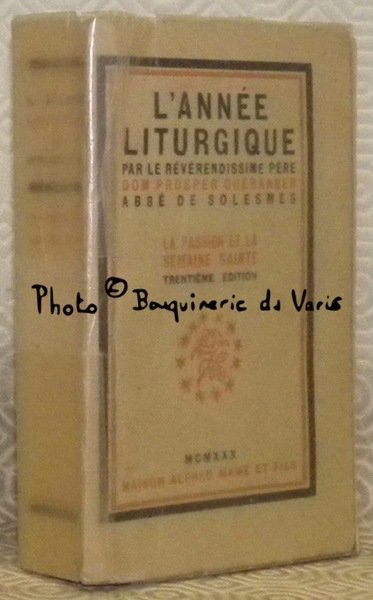 L'ANNÉE
LITURGIQUE
PAR LE RÉVÉRENDISSIME PÈRE
DOM PROSPER GUÉRANGER
ABBÉ DE SOLESMES
LA PASSION ET LA
SEMAINE SAINTE
TRENTIÈME ÉDITION
Photo © Bouquinerie du Varis
MCMXXX
MAISON ALFRED MAME ET FILS